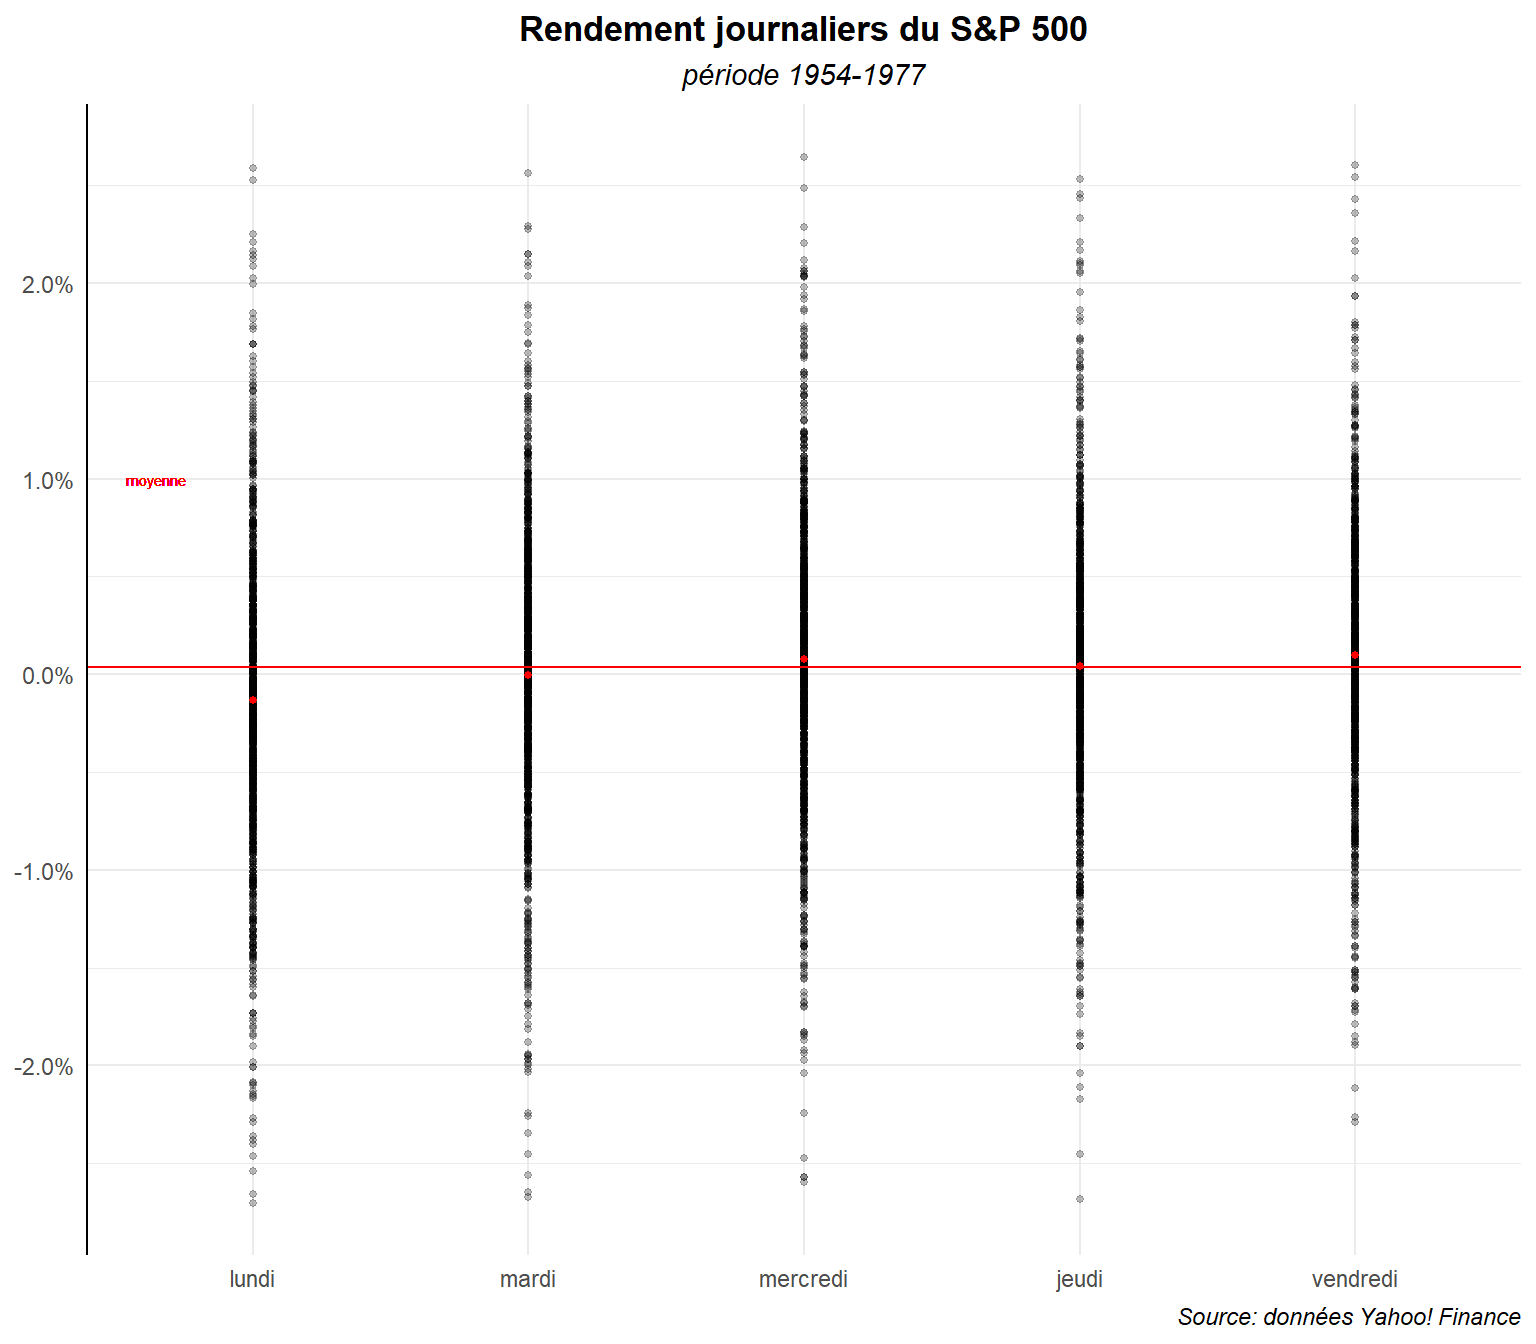 Rendement journaliers du S&P 500
période 1954-1977
2.0%
1.0%
moyenne
0.0%
-1.0%
-2.0%
lundi mardi mercredi jeudi vendredi
Source: données Yahoo! Finance